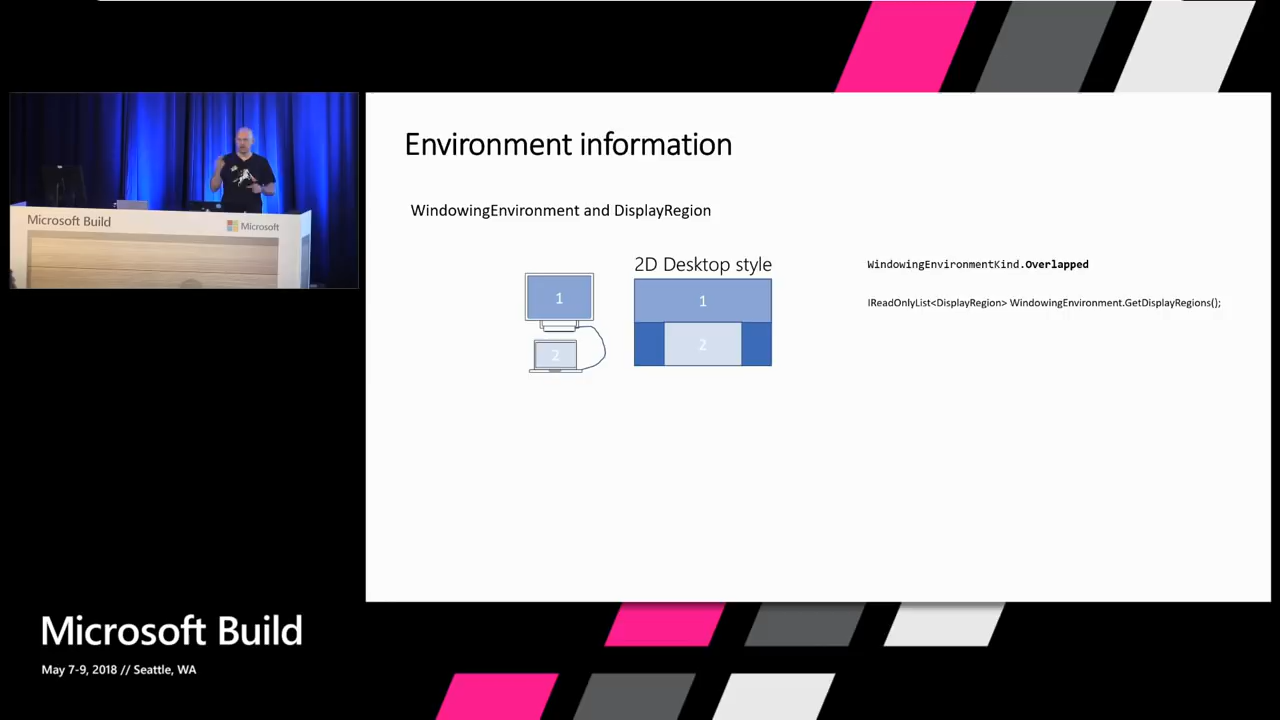 Environment information
WindowingEnvironment and DisplayRegion
Microsoft Build
Microsoft
2D Desktop style
1
2
1
2
WindowingEnvironmentKind.Overlapped
IReadOnlyList<DisplayRegion> WindowingEnvironment.GetDisplayRegions();
Microsoft Build
May 7-9, 2018 // Seattle, WA